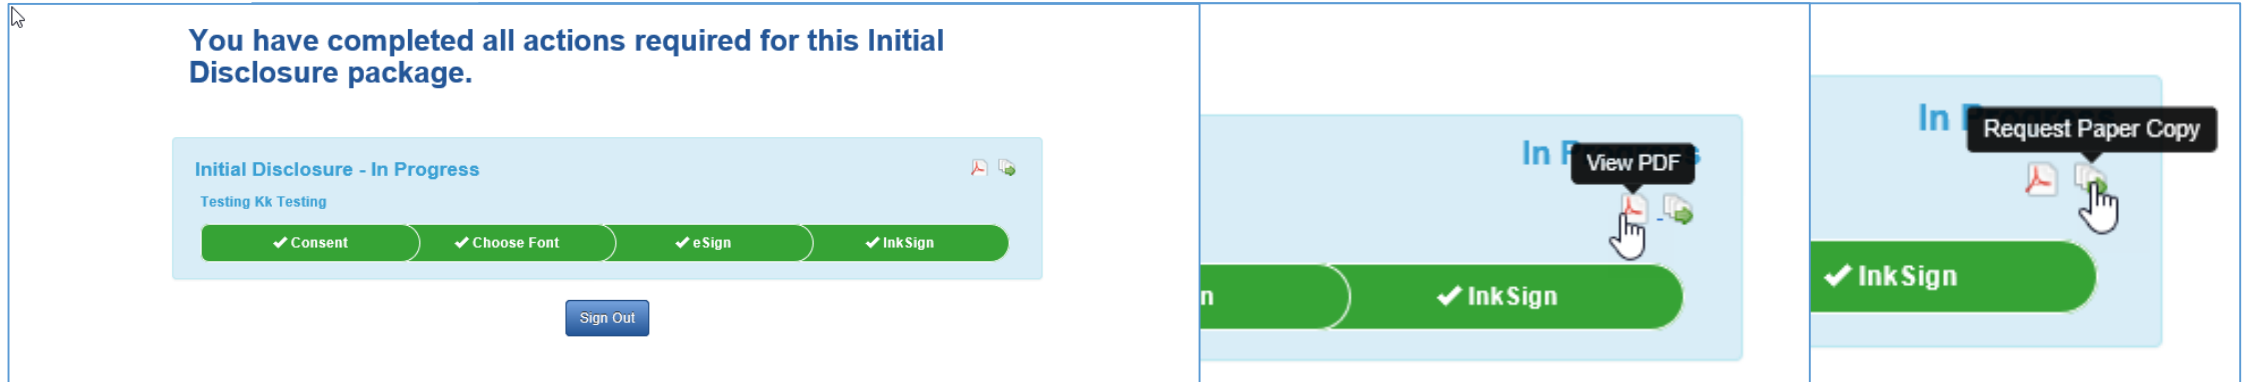 You have completed all actions required for this Initial
Disclosure package.
Initial Disclosure - In Progress
Testing Kk Testing
Consent
Choose Font
eSign
InkSign
Sign Out
In P s
View PDF
n
InkSign
In
Request Paper Copy
InkSign